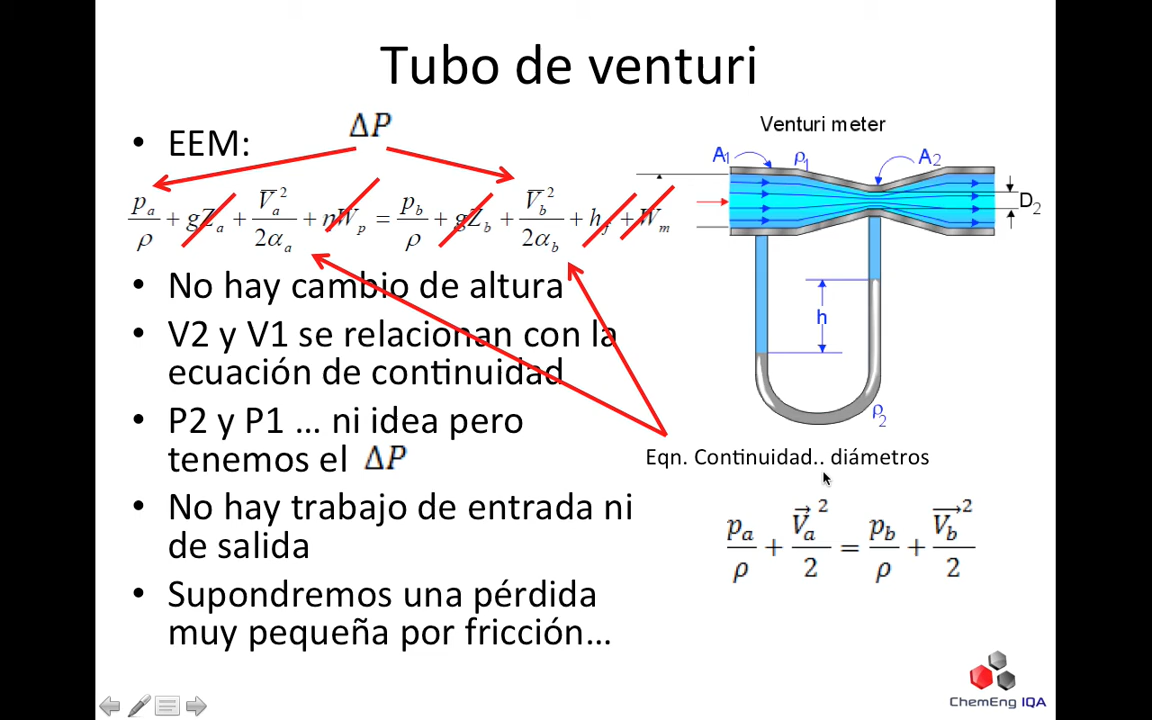 Tubo de venturi
• EEM:
ΔP
p_a/ρ + gZ_a + V̅_a²/2α_a + ηW_p = p_b/ρ + gZ_b + V̅_b²/2α_b + h_f + W_m
• No hay cambio de altura
• V2 y V1 se relacionan con la
ecuación de continuidad
• P2 y P1 … ni idea pero
tenemos el ΔP
• No hay trabajo de entrada ni
de salida
• Supondremos una pérdida
muy pequeña por fricción…
Venturi meter
A1
ρ1
A2
D2
h
ρ2
Eqn. Continuidad.. diámetros
p_a/ρ + V⃗_a²/2 = p_b/ρ + V⃗_b²/2
ChemEng IQA